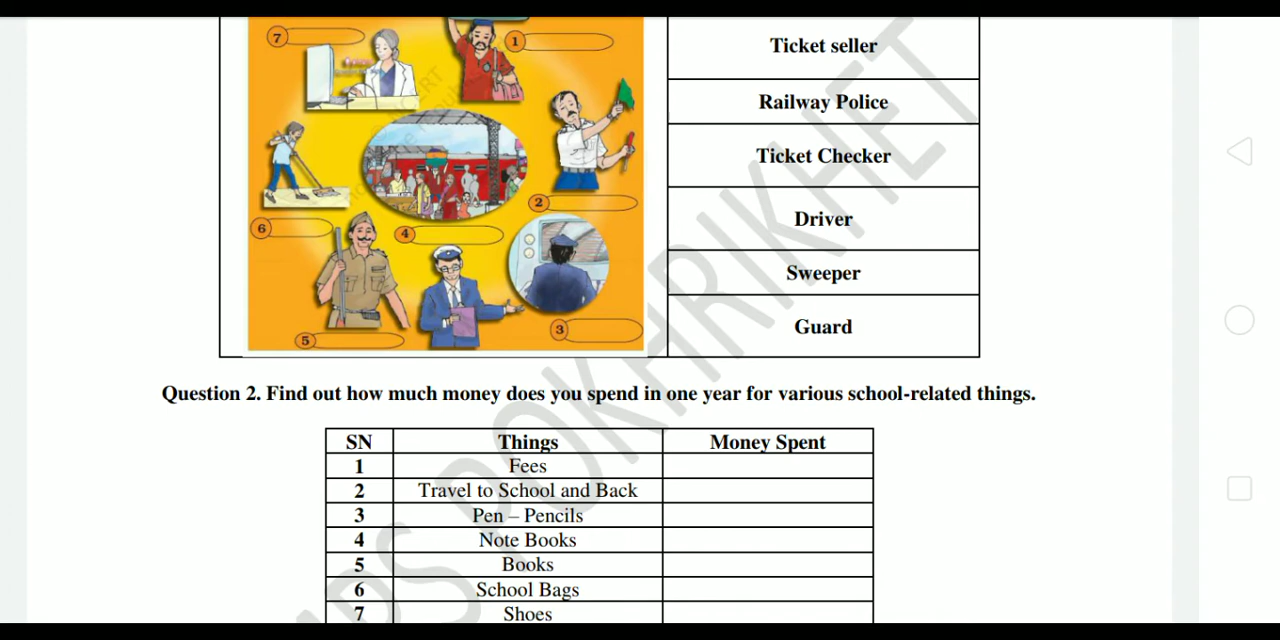 7
1
2
6
4
5
3
Ticket seller
Railway Police
Ticket Checker
Driver
Sweeper
Guard
Question 2. Find out how much money does you spend in one year for various school-related things.
SN Things Money Spent
1 Fees
2 Travel to School and Back
3 Pen – Pencils
4 Note Books
5 Books
6 School Bags
7 Shoes
POKHRIKHET